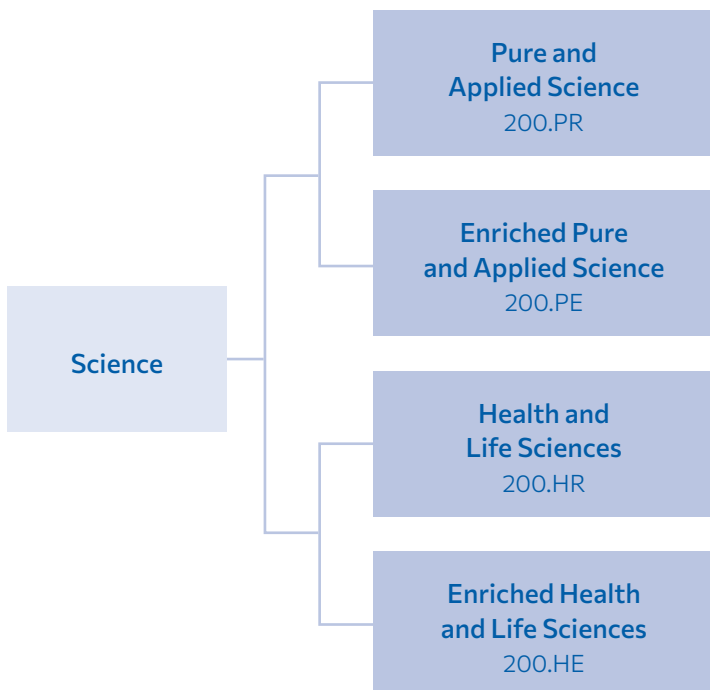 Pure and
Applied Science
200.PR
Enriched Pure
and Applied Science
200.PE
Science
Health and
Life Sciences
200.HR
Enriched Health
and Life Sciences
200.HE